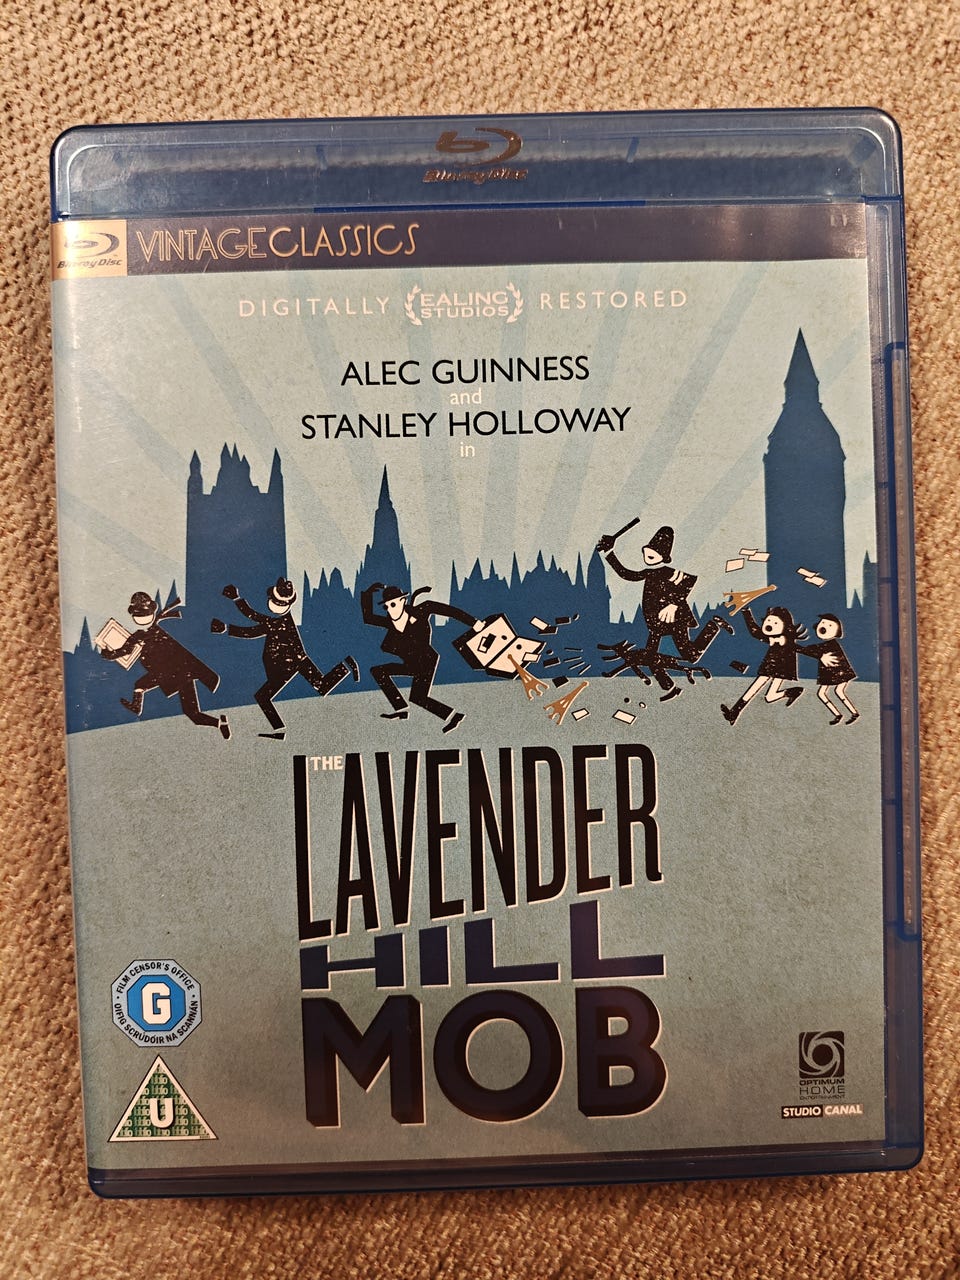 Blu-ray Disc
Blu-ray Disc
VINTAGE CLASSICS
DIGITALLY EALING STUDIOS RESTORED
ALEC GUINNESS
and
STANLEY HOLLOWAY
in
THE LAVENDER
HILL
MOB
FILM CENSOR'S OFFICE
G
OIFIG SCRÚDÓIR NA SCANNÁN
U
OPTIMUM
HOME
ENTERTAINMENT
STUDIO CANAL